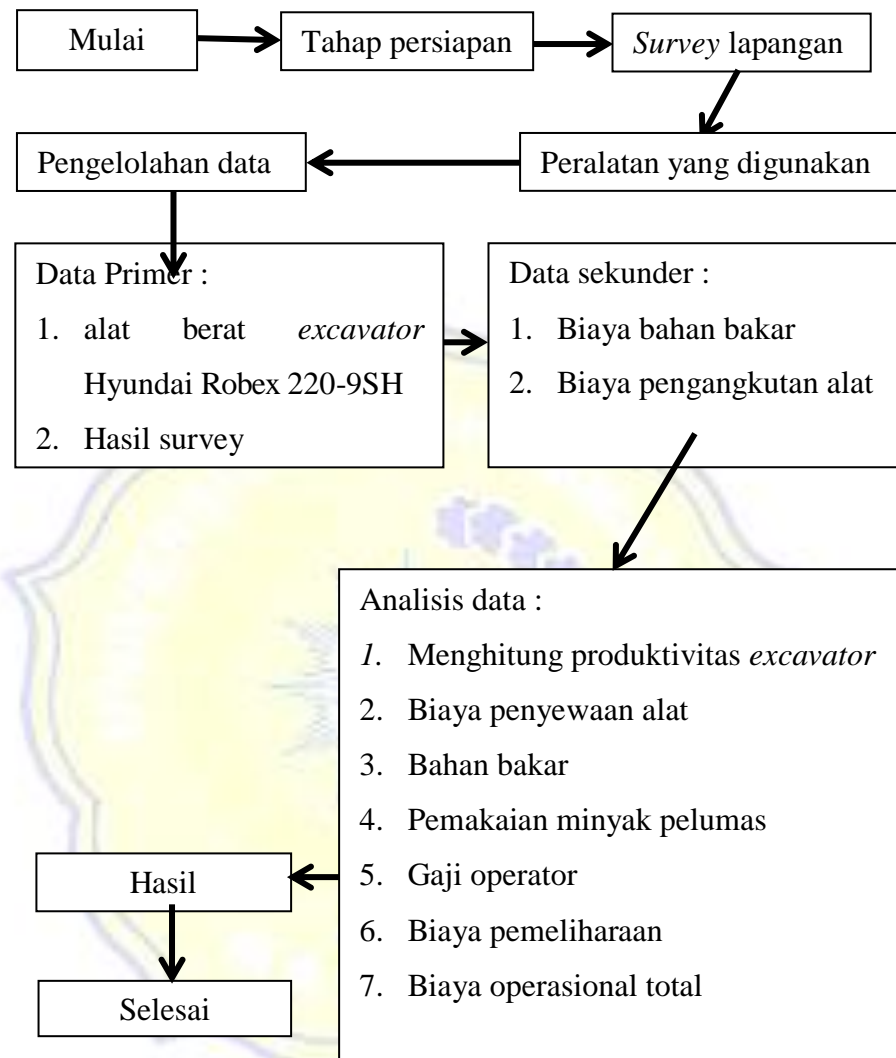 Mulai
Tahap persiapan
Survey lapangan
Pengelolahan data
Peralatan yang digunakan
Data Primer :
1. alat berat excavator
Hyundai Robex 220-9SH
2. Hasil survey
Data sekunder :
1. Biaya bahan bakar
2. Biaya pengangkutan alat
Analisis data :
1. Menghitung produktivitas excavator
2. Biaya penyewaan alat
3. Bahan bakar
4. Pemakaian minyak pelumas
5. Gaji operator
6. Biaya pemeliharaan
7. Biaya operasional total
Hasil
Selesai